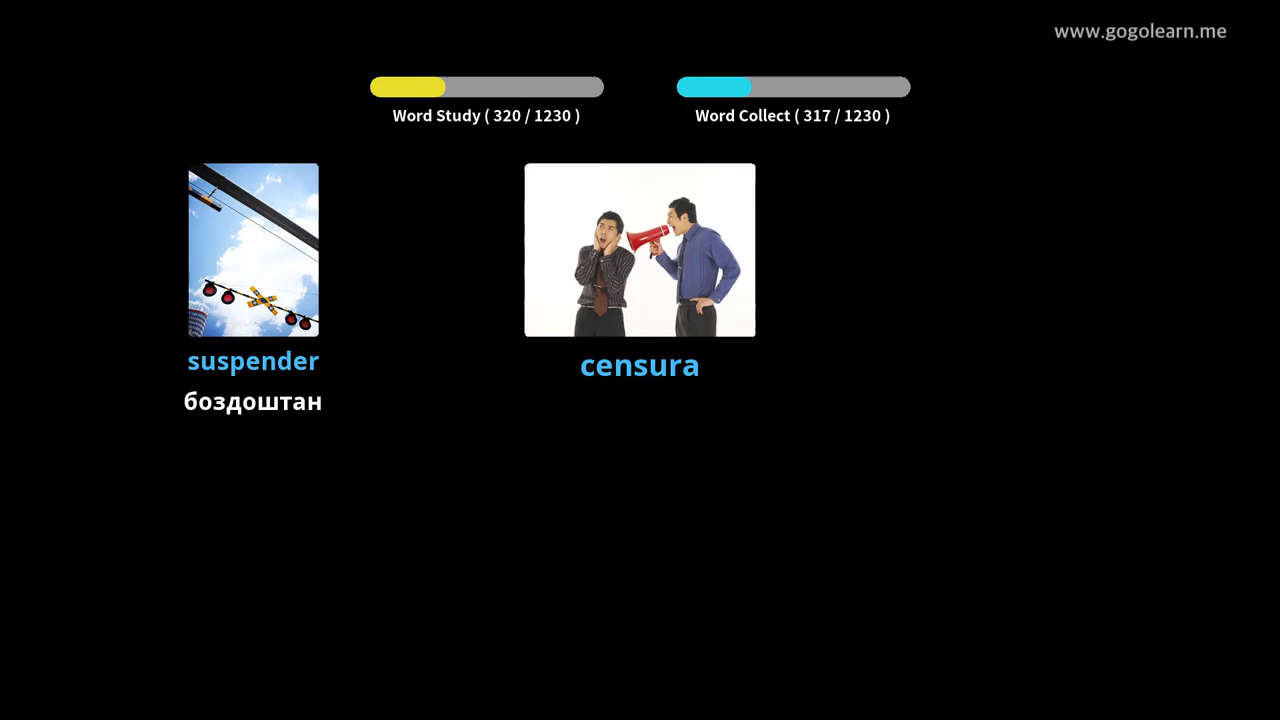 www.gogolearn.me
Word Study ( 320 / 1230 )
Word Collect ( 317 / 1230 )
suspender
боздоштан
censura